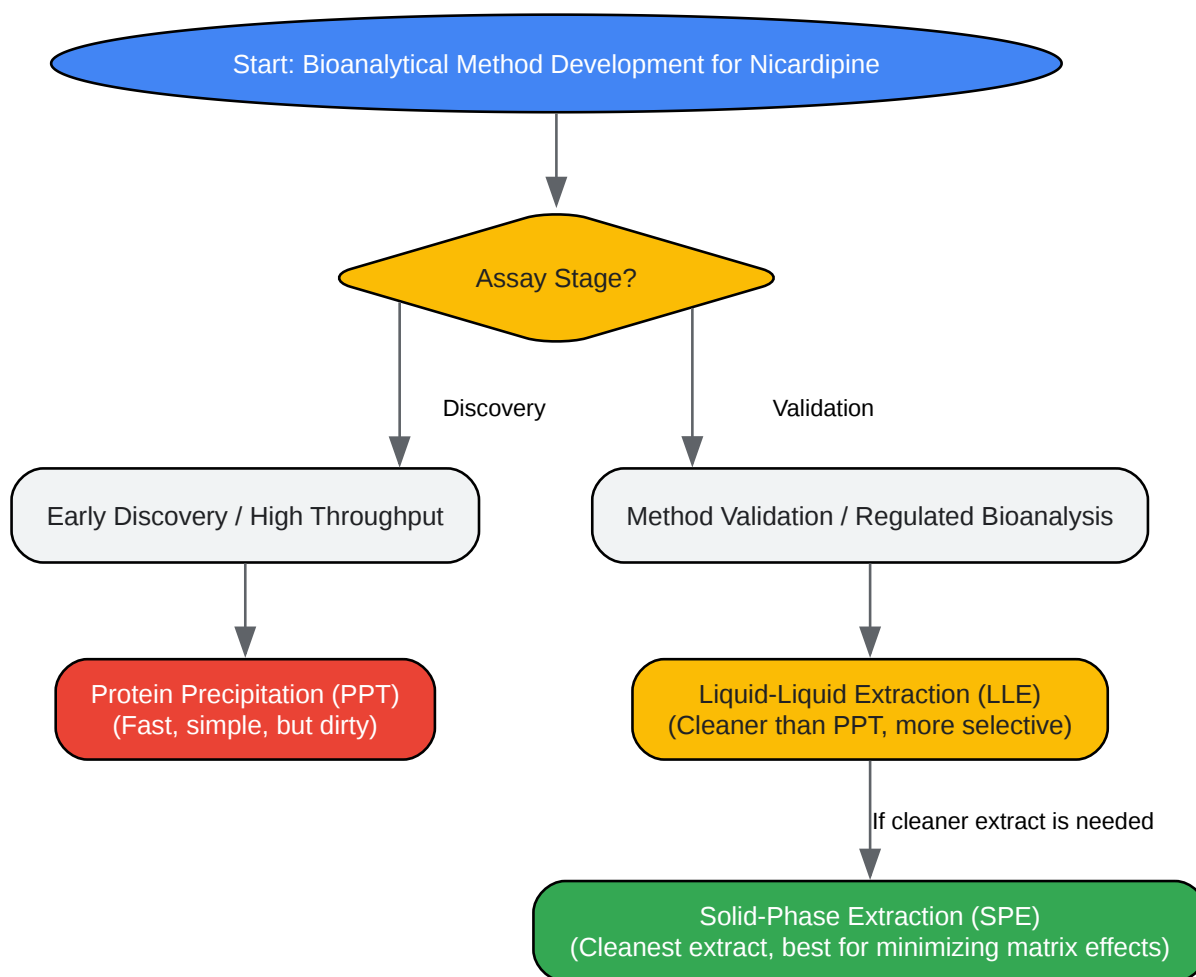 Start: Bioanalytical Method Development for Nicardipine
Assay Stage?
Discovery
Validation
Early Discovery / High Throughput
Method Validation / Regulated Bioanalysis
Protein Precipitation (PPT)
(Fast, simple, but dirty)
Liquid-Liquid Extraction (LLE)
(Cleaner than PPT, more selective)
If cleaner extract is needed
Solid-Phase Extraction (SPE)
(Cleanest extract, best for minimizing matrix effects)